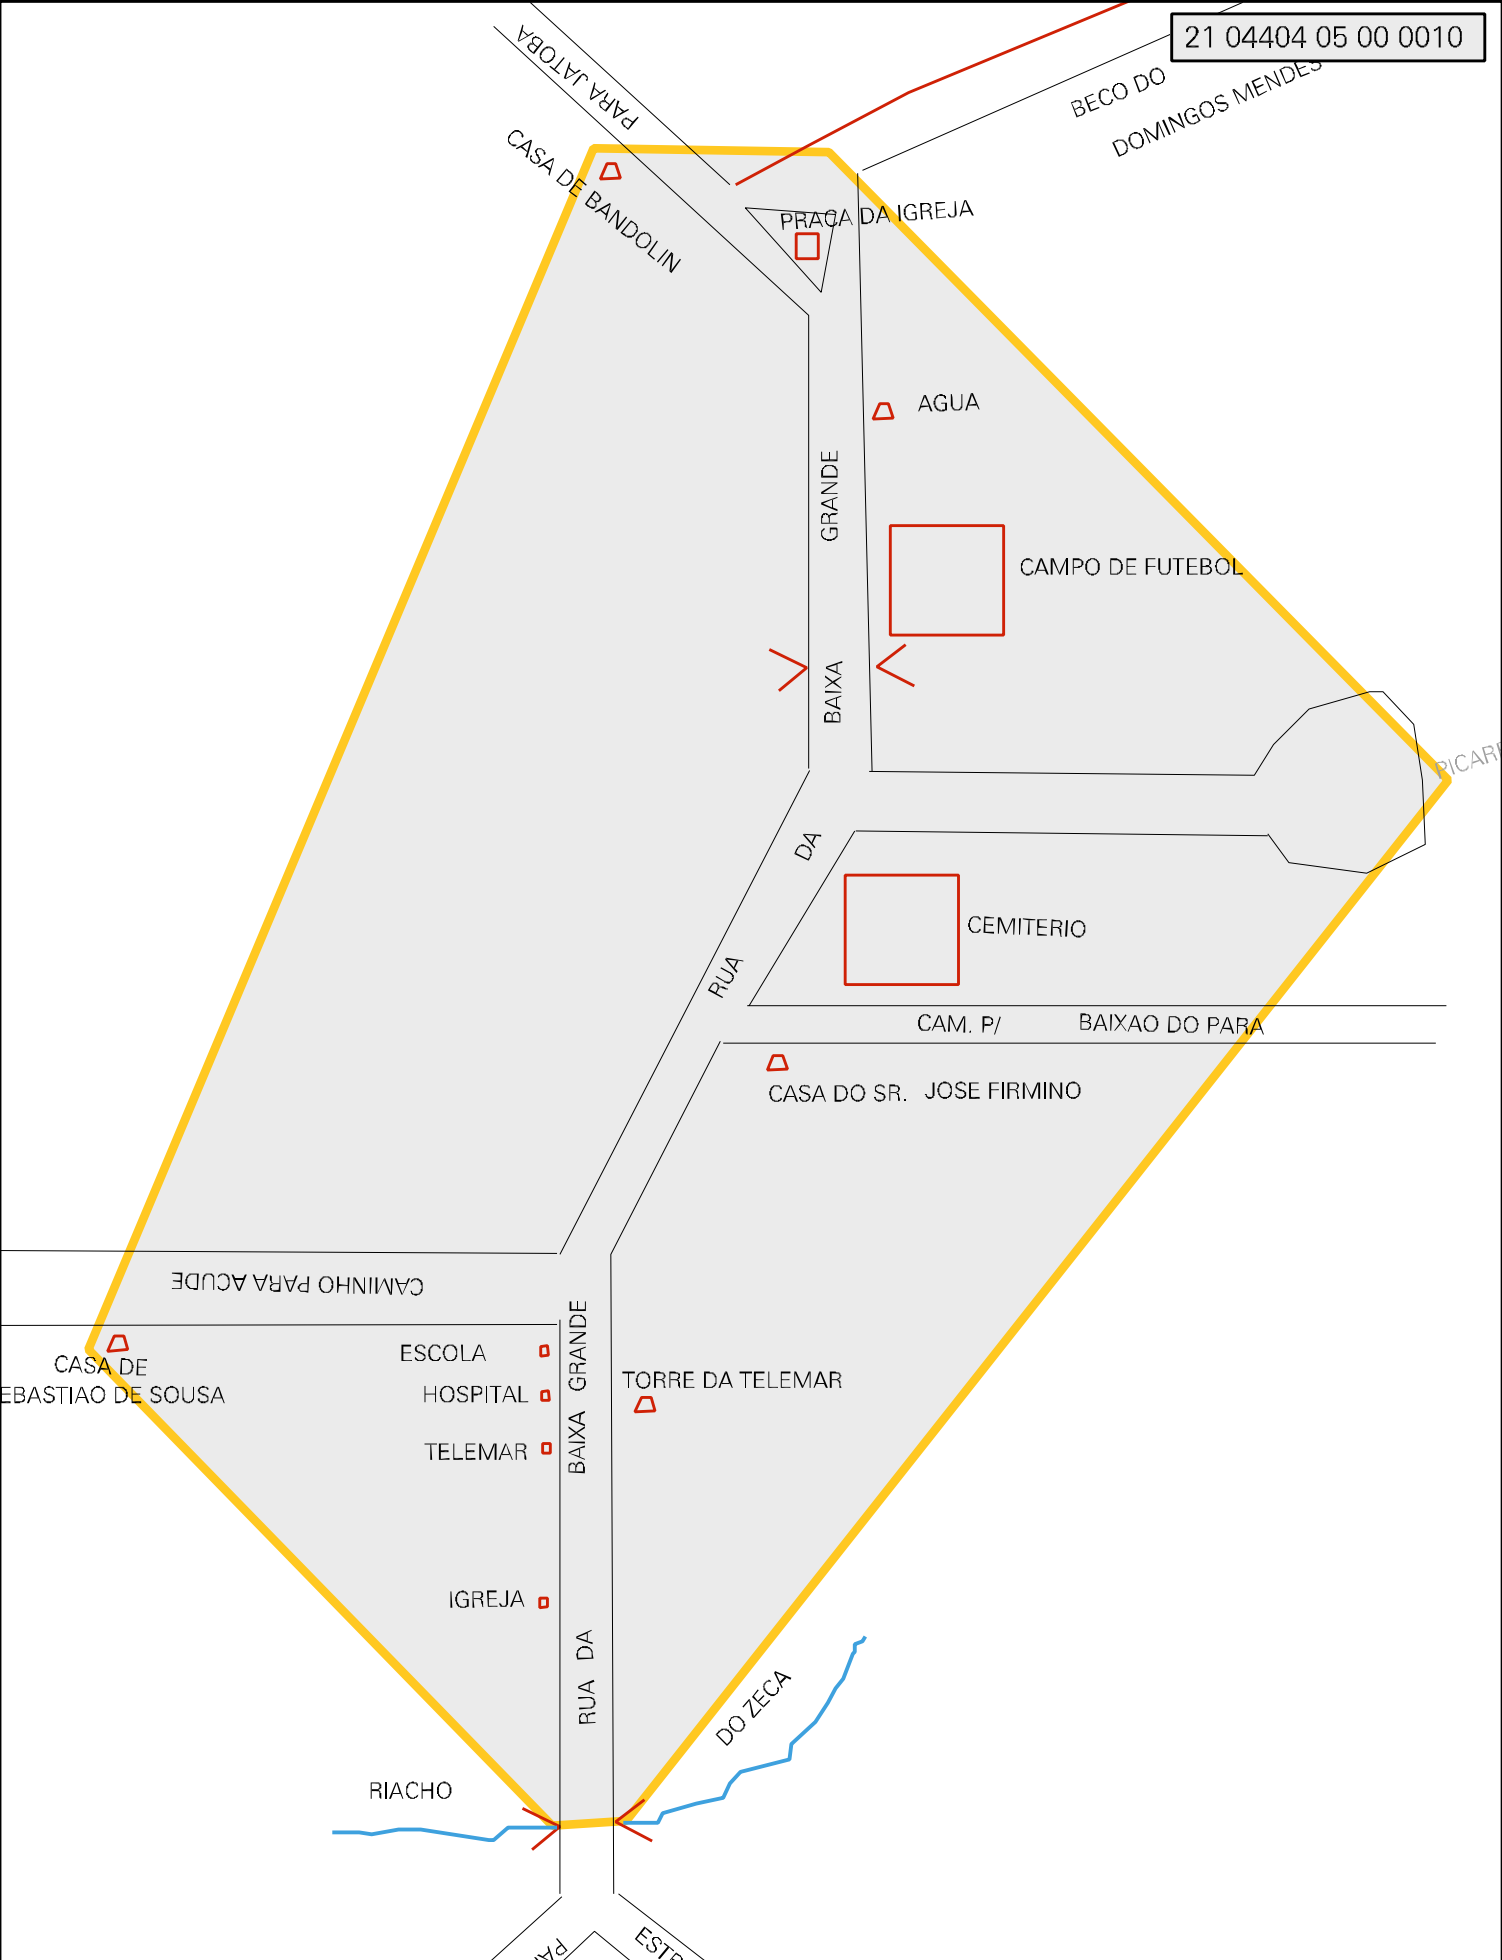 21 04404 05 00 0010
PARA JATOBA
BECO DO
DOMINGOS MENDES
CASA DE BANDOLIN
PRACA DA IGREJA
AGUA
GRANDE
CAMPO DE FUTEBOL
BAIXA
DA
CEMITERIO
RUA
CAM. P/ BAIXAO DO PARA
CASA DO SR. JOSE FIRMINO
CAMINHO PARA ACUDE
CASA DE
EBASTIAO DE SOUSA
ESCOLA
HOSPITAL
TELEMAR
TORRE DA TELEMAR
RUA DA BAIXA GRANDE
IGREJA
DO ZECA
RIACHO